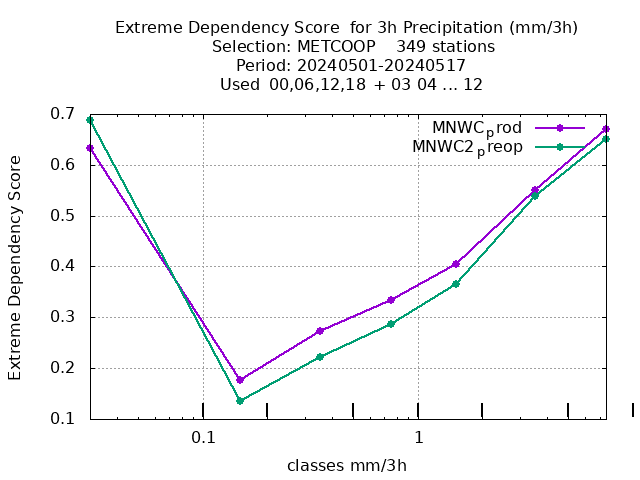 Extreme Dependency Score  for 3h Precipitation (mm/3h)
Selection: METCOOP    349 stations
Period: 20240501-20240517
Used  00,06,12,18 + 03 04 ... 12
MNWCprod
MNWC2preop
0.7
0.6
0.5
0.4
0.3
0.2
0.1
Extreme Dependency Score
0.1 1
classes mm/3h